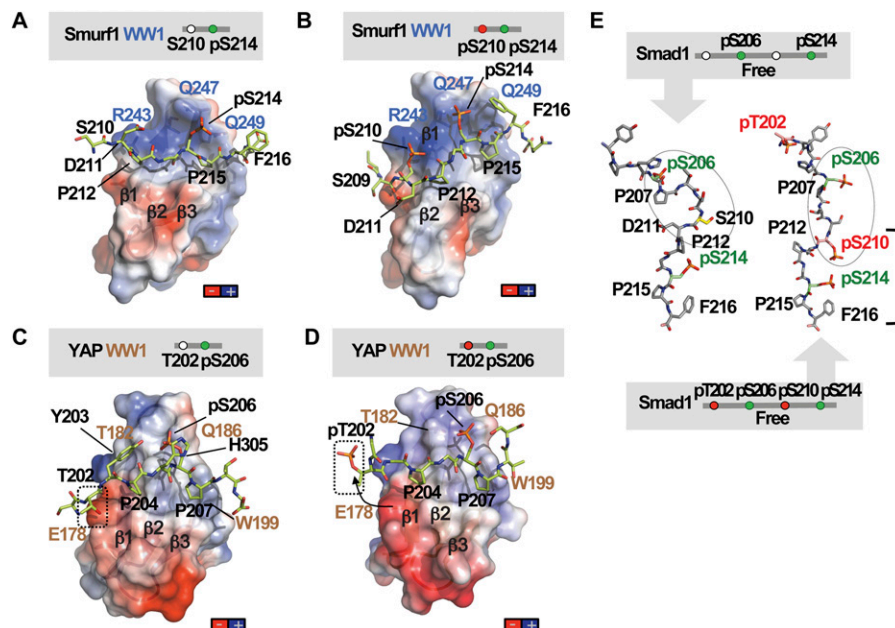 A
Smurf1 WW1
S210 pS214
Q247
pS214
R243
Q249
S210
D211
F216
P212
P215
β1
β2
β3
B
Smurf1 WW1
pS210 pS214
pS214
Q247
Q249
R243
β1
F216
pS210
P215
S209
P212
β2
β3
D211
C
YAP WW1
T202 pS206
pS206
Y203
T182
Q186
H305
T202
P204
P207
E178
W199
β1
β2
β3
D
YAP WW1
T202 pS206
pS206
T182
Q186
pT202
P204
P207
W199
E178
β1
β2
β3
E
pS206 pS214
Smad1
Free
pT202
pS206
pS206
P207
P207
S210
D211
P212
P212
pS210
pS214
pS214
P215
P215
F216
F216
pT202 pS206 pS210 pS214
Smad1
Free